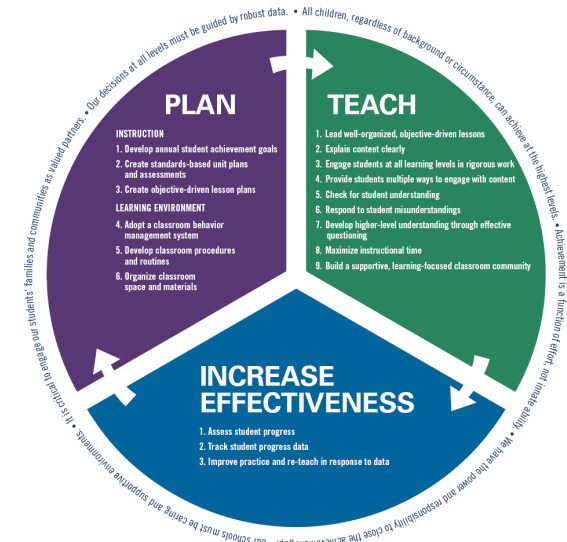 All children, regardless of background or circumstance, can achieve at the highest levels. • Achievement is a function of effort, not innate ability. • We have the power and responsibility to close the achievement gap. • Our schools must be caring and supportive environments. • It is critical to engage our students' families and communities as valued partners. • Our decisions at all levels must be guided by robust data. •
PLAN
INSTRUCTION
1. Develop annual student achievement goals
2. Create standards-based unit plans
and assessments
3. Create objective-driven lesson plans
LEARNING ENVIRONMENT
4. Adopt a classroom behavior
management system
5. Develop classroom procedures
and routines
6. Organize classroom
space and materials
TEACH
1. Lead well-organized, objective-driven lessons
2. Explain content clearly
3. Engage students at all learning levels in rigorous work
4. Provide students multiple ways to engage with content
5. Check for student understanding
6. Respond to student misunderstandings
7. Develop higher-level understanding through effective
questioning
8. Maximize instructional time
9. Build a supportive, learning-focused classroom community
INCREASE
EFFECTIVENESS
1. Assess student progress
2. Track student progress data
3. Improve practice and re-teach in response to data